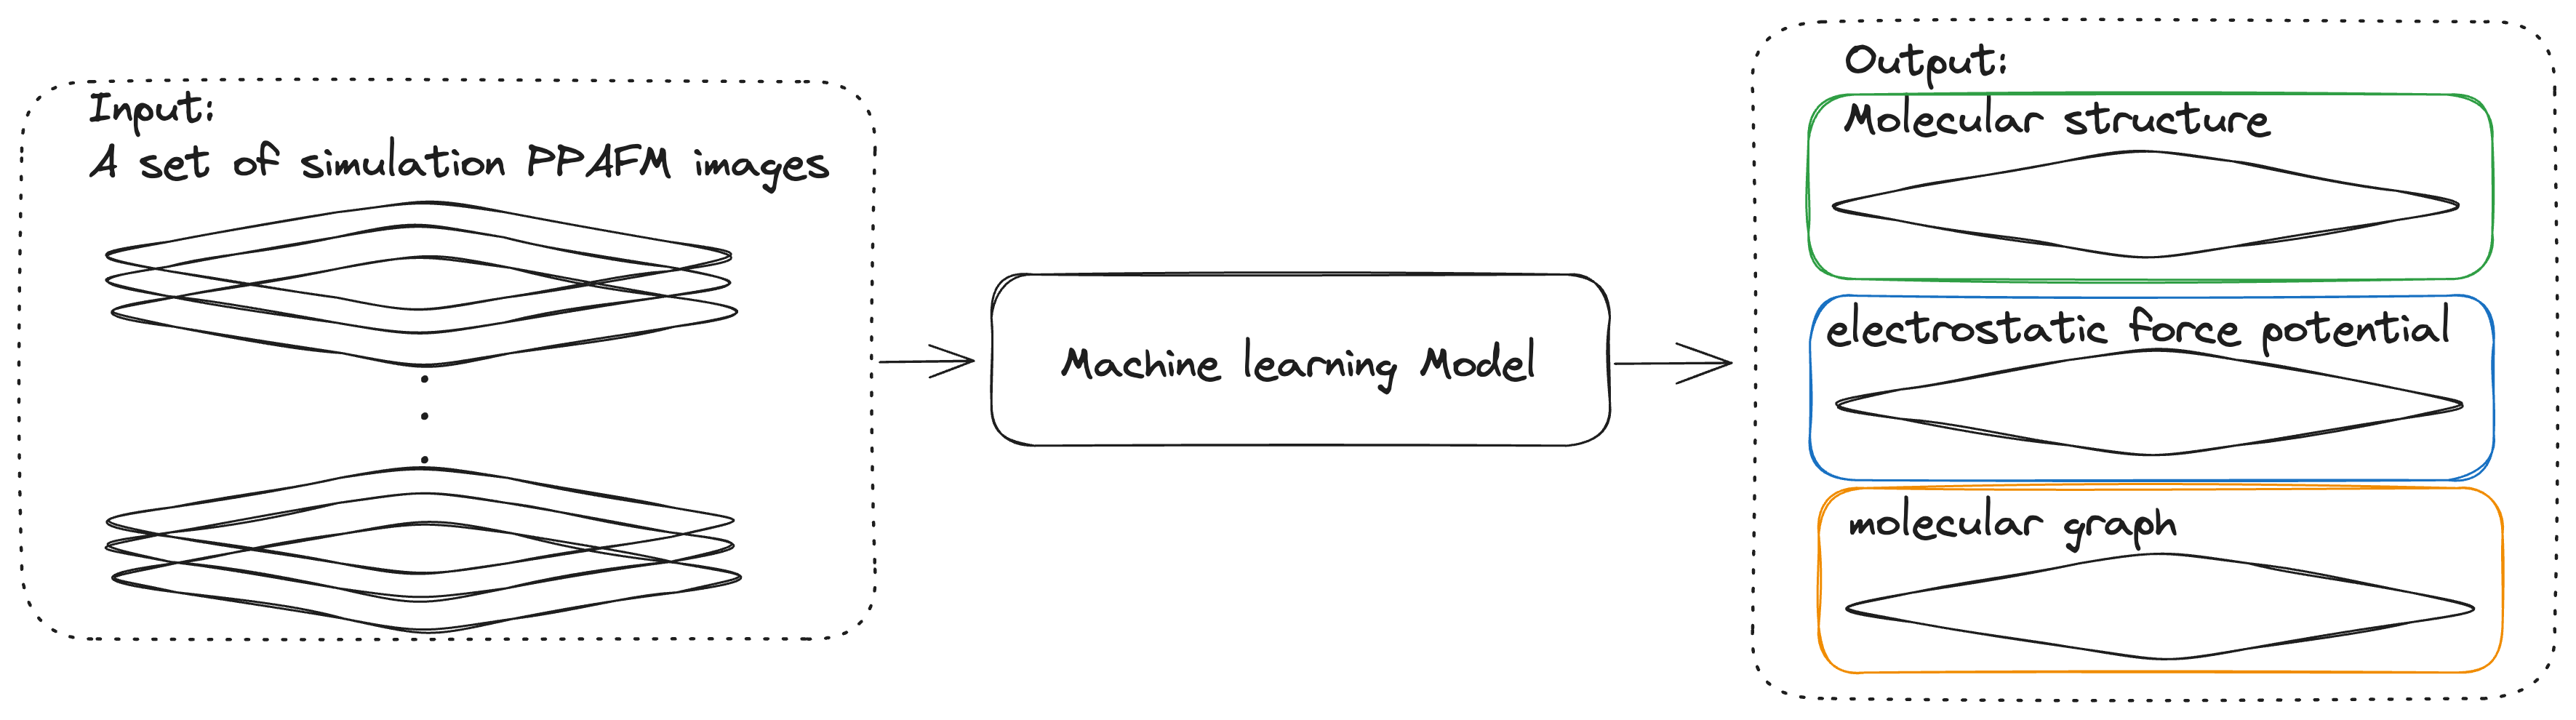 Input:
A set of simulation PPAFM images
Machine learning Model
Output:
Molecular structure
electrostatic force potential
molecular graph